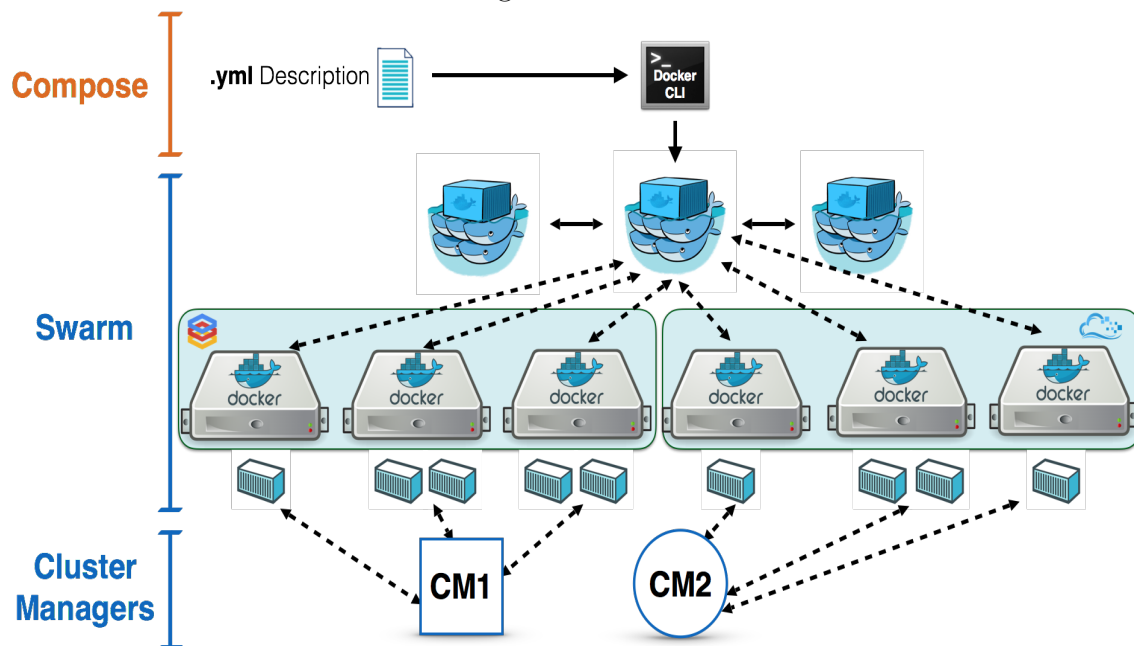 Compose
.yml Description
>_
Docker
CLI
Swarm
docker
docker
docker
docker
docker
docker
Cluster
Managers
CM1
CM2